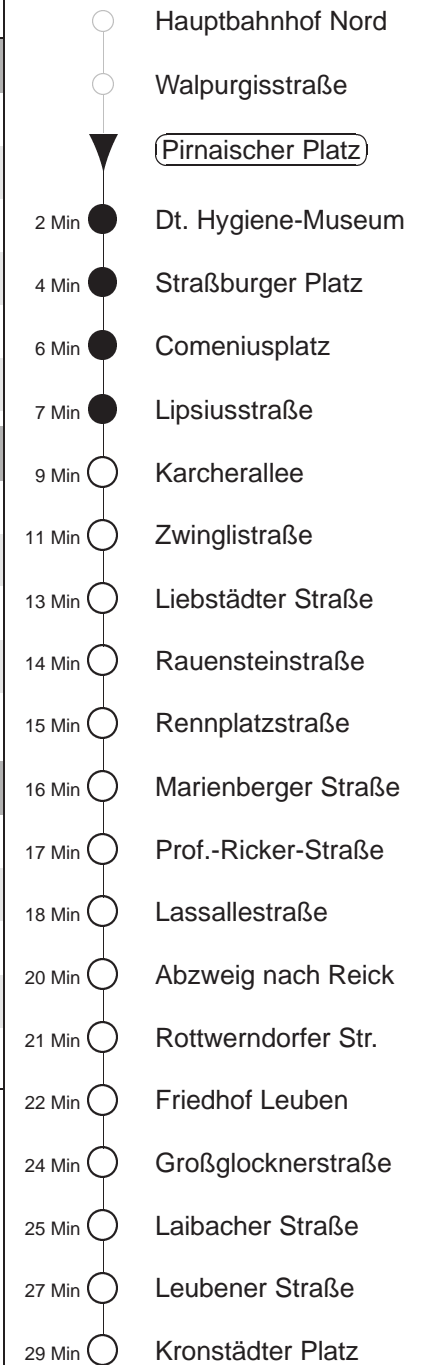 Hauptbahnhof Nord
Walpurgisstraße
Pirnaischer Platz
2 Min Dt. Hygiene-Museum
4 Min Straßburger Platz
6 Min Comeniusplatz
7 Min Lipsiusstraße
9 Min Karcherallee
11 Min Zwinglistraße
13 Min Liebstädter Straße
14 Min Rauensteinstraße
15 Min Rennplatzstraße
16 Min Marienberger Straße
17 Min Prof.-Ricker-Straße
18 Min Lassallestraße
20 Min Abzweig nach Reick
21 Min Rottwerndorfer Str.
22 Min Friedhof Leuben
24 Min Großglocknerstraße
25 Min Laibacher Straße
27 Min Leubener Straße
29 Min Kronstädter Platz